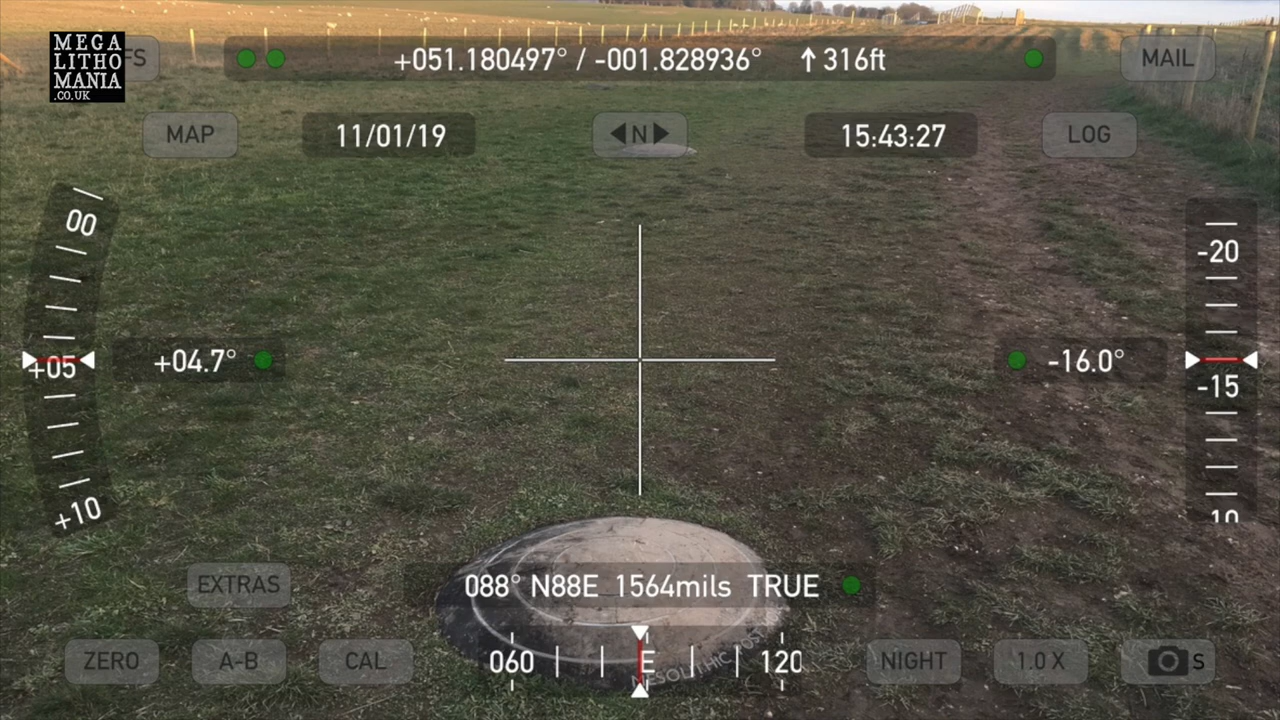 MEGA
LITHO
MANIA
.CO.UK
FS
+051.180497° / -001.828936° ↑ 316ft
MAIL
MAP
11/01/19
N
15:43:27
LOG
00
+05
+10
+04.7°
-16.0°
-20
-15
10
EXTRAS
088° N88E 1564mils TRUE
ZERO
A-B
CAL
060
E
120
MESOLITHIC POST
NIGHT
1.0 X
S